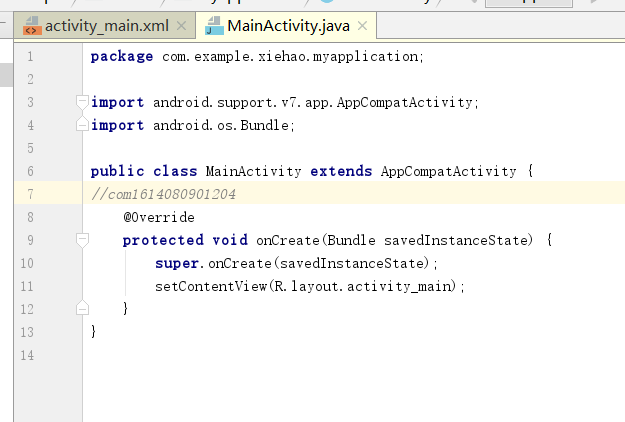 activity_main.xml MainActivity.java
1 package com.example.xiehao.myapplication;
2
3 import android.support.v7.app.AppCompatActivity;
4 import android.os.Bundle;
5
6 public class MainActivity extends AppCompatActivity {
7 //com1614080901204
8 @Override
9 protected void onCreate(Bundle savedInstanceState) {
10 super.onCreate(savedInstanceState);
11 setContentView(R.layout.activity_main);
12 }
13 }
14